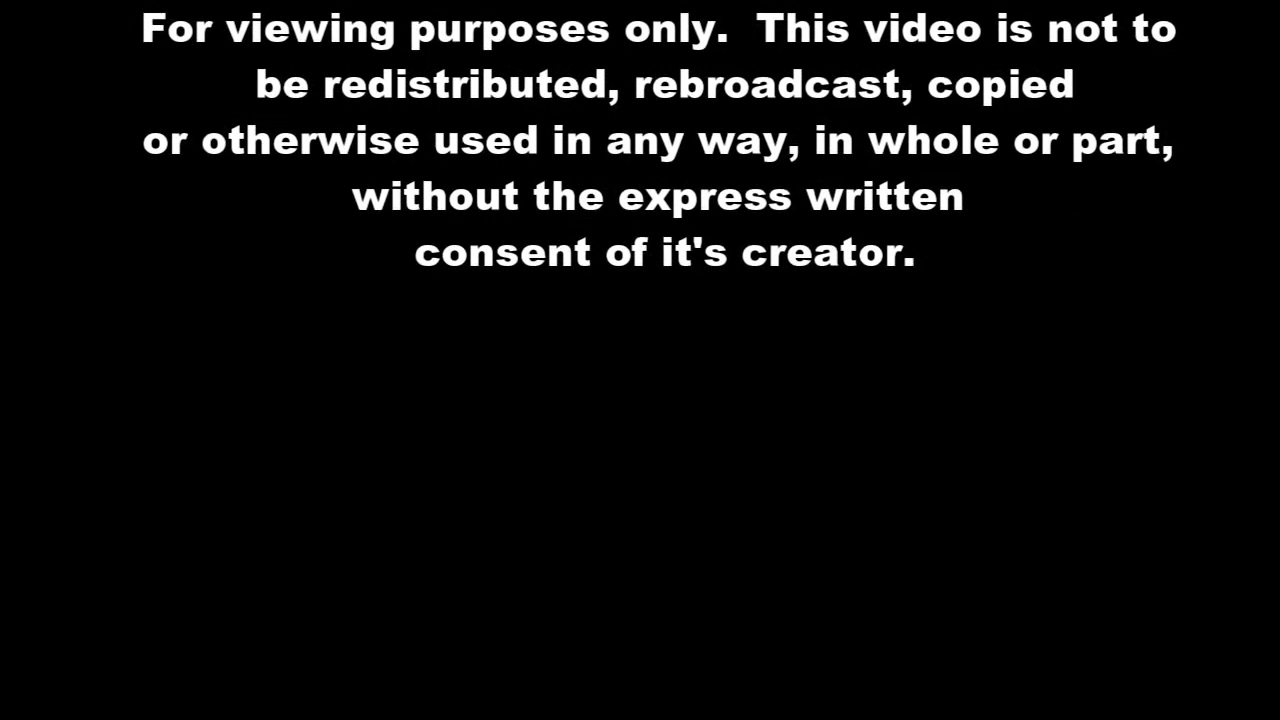 For viewing purposes only.  This video is not to
be redistributed, rebroadcast, copied
or otherwise used in any way, in whole or part,
without the express written
consent of it's creator.